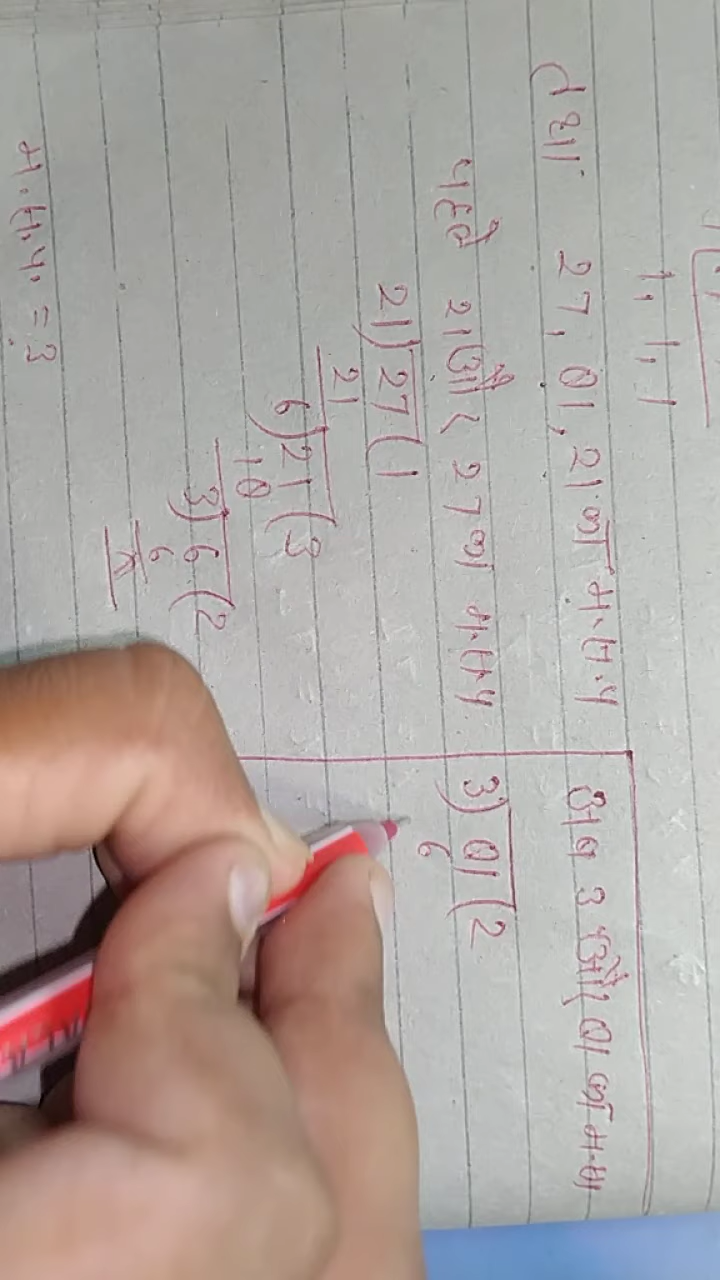 1, 1, 1
तथा 27, 81, 21 का म.स.प
पहले 21 और 27 का म.स.प
21) 27 (1
21
6) 21 (3
18
3) 6 (2
6
×
म.स.प. = 3
अब 3 और 81 का म.स
3) 81 (2
6